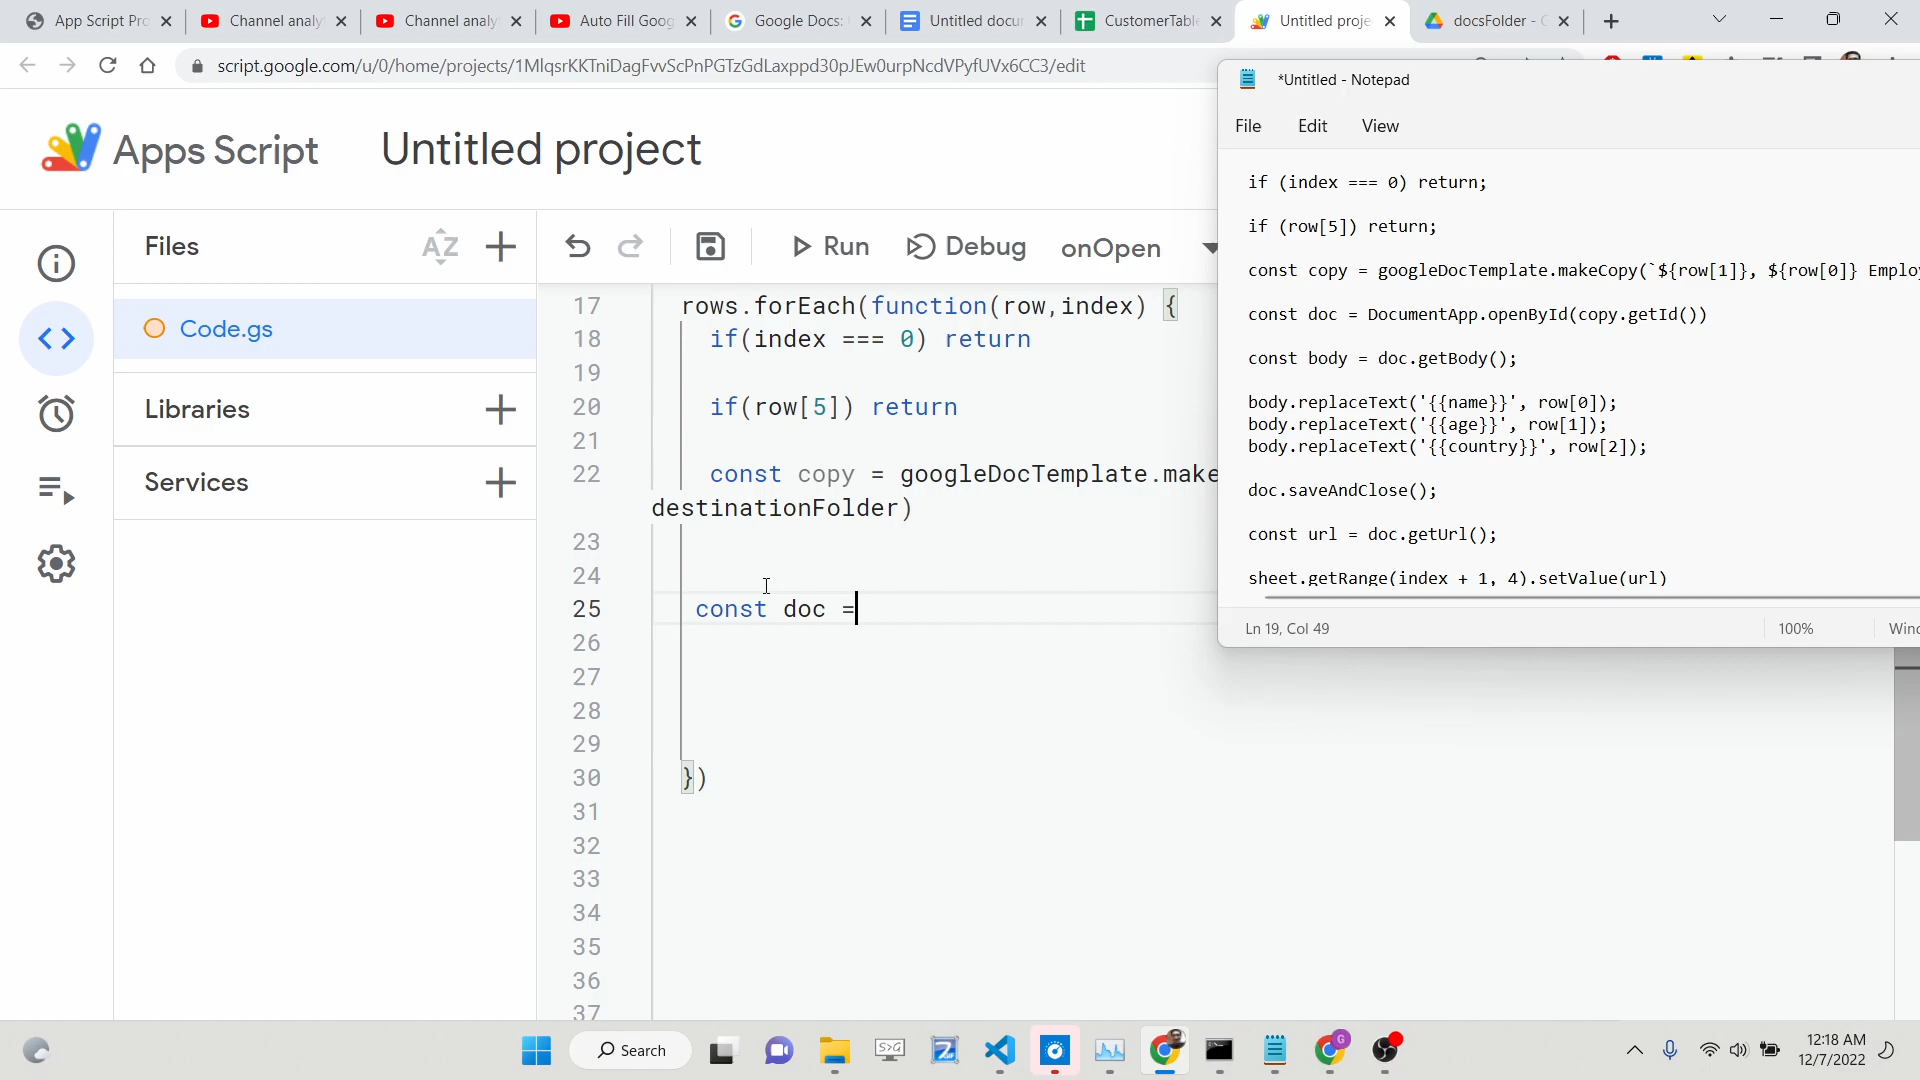 App Script Pro
Channel analy
Channel analy
Auto Fill Goog
Google Docs:
Untitled docu
CustomerTable
Untitled proje
docsFolder - G
script.google.com/u/0/home/projects/1MlqsrKKTniDagFvvScPnPGTzGdLaxppd30pJEw0urpNcdVPyfUVx6CC3/edit
Apps Script
Untitled project
Files
AZ
Run
Debug
onOpen
Code.gs
Libraries
Services
17 rows.forEach(function(row,index) {
18 if(index === 0) return
19
20 if(row[5]) return
21
22 const copy = googleDocTemplate.make
destinationFolder)
23
24
25 const doc =
26
27
28
29
30 })
31
32
33
34
35
36
37
*Untitled - Notepad
File Edit View
if (index === 0) return;
if (row[5]) return;
const copy = googleDocTemplate.makeCopy(`${row[1]}, ${row[0]} Emplo
const doc = DocumentApp.openById(copy.getId())
const body = doc.getBody();
body.replaceText('{{name}}', row[0]);
body.replaceText('{{age}}', row[1]);
body.replaceText('{{country}}', row[2]);
doc.saveAndClose();
const url = doc.getUrl();
sheet.getRange(index + 1, 4).setValue(url)
Ln 19, Col 49
100%
Winc
Search
12:18 AM
12/7/2022